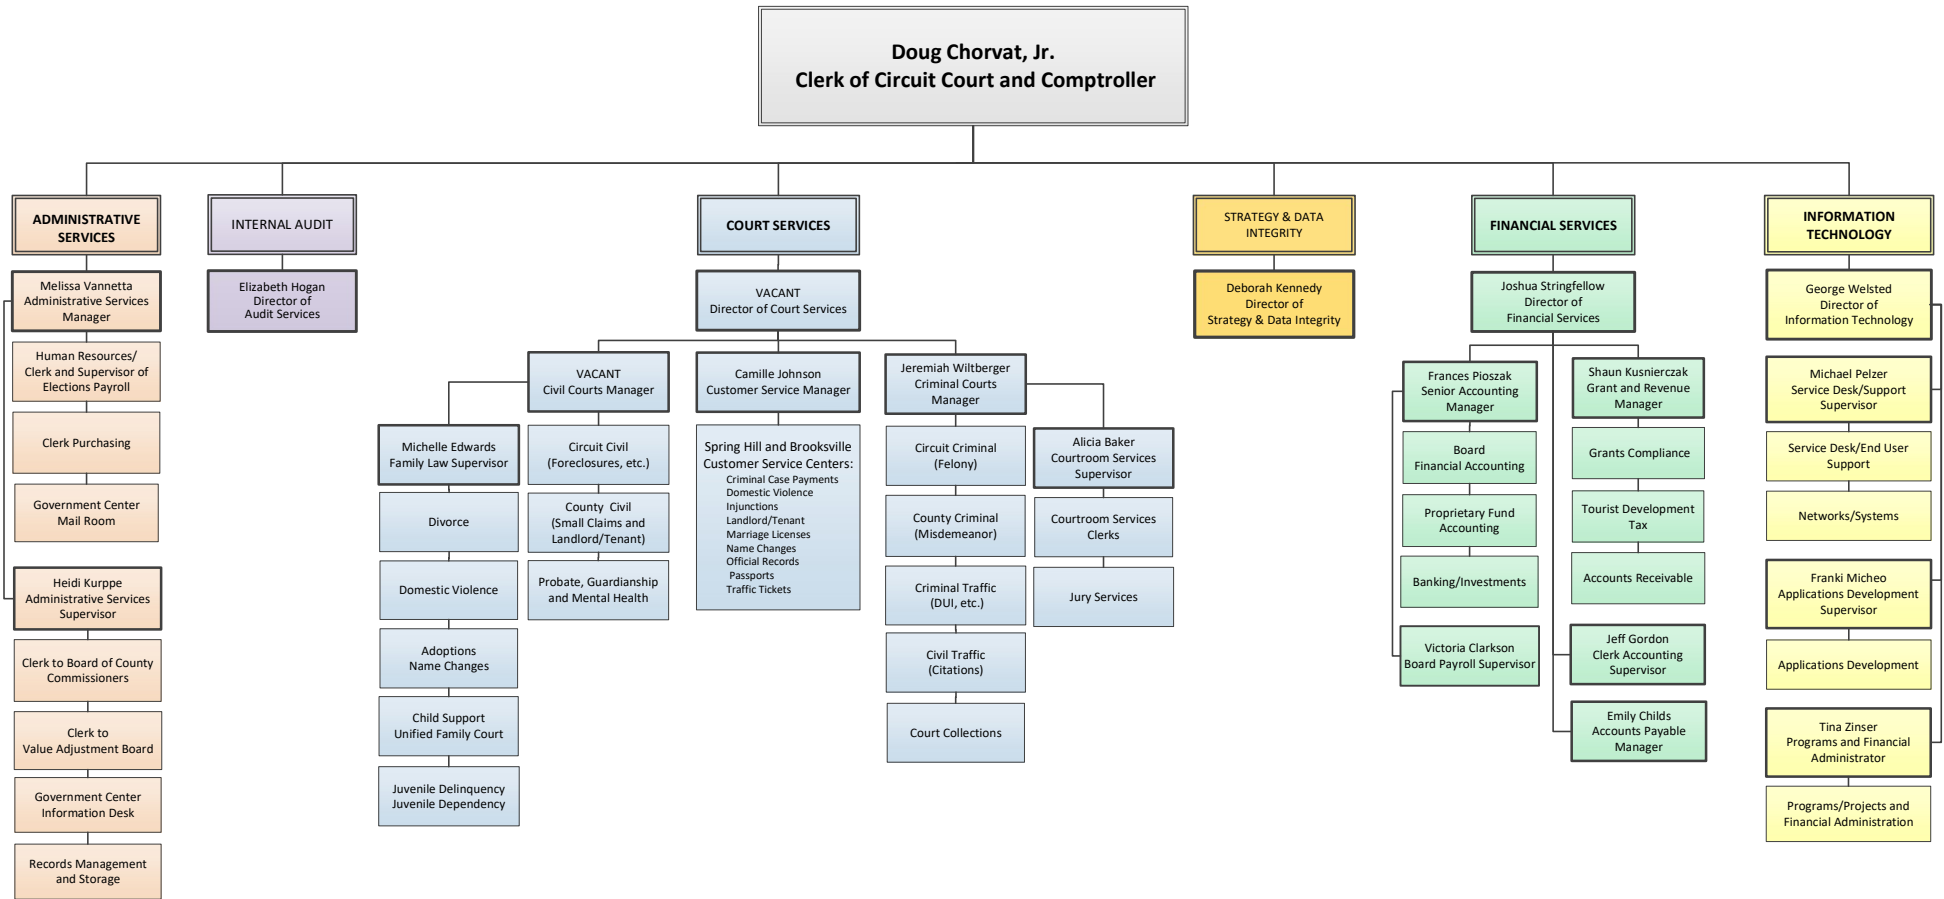 Doug Chorvat, Jr.
Clerk of Circuit Court and Comptroller
ADMINISTRATIVE
SERVICES
Melissa Vannetta
Administrative Services
Manager
Human Resources/
Clerk and Supervisor of
Elections Payroll
Clerk Purchasing
Government Center
Mail Room
Heidi Kurppe
Administrative Services
Supervisor
Clerk to Board of County
Commissioners
Clerk to
Value Adjustment Board
Government Center
Information Desk
Records Management
and Storage
INTERNAL AUDIT
Elizabeth Hogan
Director of
Audit Services
COURT SERVICES
VACANT
Director of Court Services
VACANT
Civil Courts Manager
Michelle Edwards
Family Law Supervisor
Divorce
Domestic Violence
Adoptions
Name Changes
Child Support
Unified Family Court
Juvenile Delinquency
Juvenile Dependency
Circuit Civil
(Foreclosures, etc.)
County Civil
(Small Claims and
Landlord/Tenant)
Probate, Guardianship
and Mental Health
Camille Johnson
Customer Service Manager
Spring Hill and Brooksville
Customer Service Centers:
Criminal Case Payments
Domestic Violence
Injunctions
Landlord/Tenant
Marriage Licenses
Name Changes
Official Records
Passports
Traffic Tickets
Jeremiah Wiltberger
Criminal Courts
Manager
Circuit Criminal
(Felony)
County Criminal
(Misdemeanor)
Criminal Traffic
(DUI, etc.)
Civil Traffic
(Citations)
Court Collections
Alicia Baker
Courtroom Services
Supervisor
Courtroom Services
Clerks
Jury Services
STRATEGY & DATA
INTEGRITY
Deborah Kennedy
Director of
Strategy & Data Integrity
FINANCIAL SERVICES
Joshua Stringfellow
Director of
Financial Services
Frances Pioszak
Senior Accounting
Manager
Board
Financial Accounting
Proprietary Fund
Accounting
Banking/Investments
Victoria Clarkson
Board Payroll Supervisor
Shaun Kusnierczak
Grant and Revenue
Manager
Grants Compliance
Tourist Development
Tax
Accounts Receivable
Jeff Gordon
Clerk Accounting
Supervisor
Emily Childs
Accounts Payable
Manager
INFORMATION
TECHNOLOGY
George Welsted
Director of
Information Technology
Michael Pelzer
Service Desk/Support
Supervisor
Service Desk/End User
Support
Networks/Systems
Franki Micheo
Applications Development
Supervisor
Applications Development
Tina Zinser
Programs and Financial
Administrator
Programs/Projects and
Financial Administration